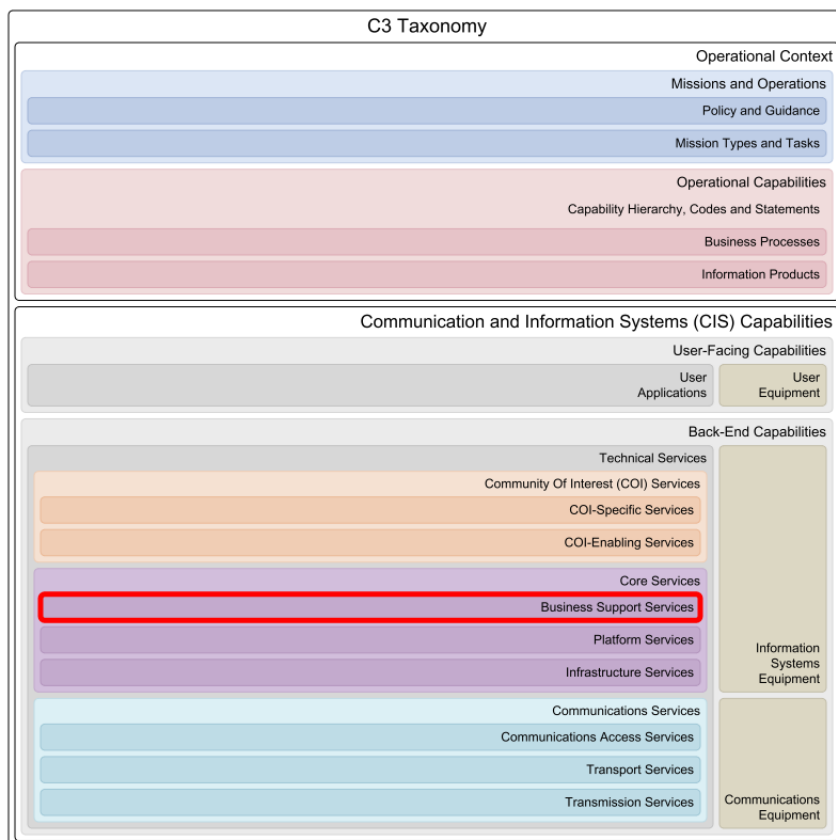 C3 Taxonomy
Operational Context
Missions and Operations
Policy and Guidance
Mission Types and Tasks
Operational Capabilities
Capability Hierarchy, Codes and Statements
Business Processes
Information Products
Communication and Information Systems (CIS) Capabilities
User-Facing Capabilities
User
Applications
User
Equipment
Back-End Capabilities
Technical Services
Community Of Interest (COI) Services
COI-Specific Services
COI-Enabling Services
Core Services
Business Support Services
Platform Services
Infrastructure Services
Information
Systems
Equipment
Communications Services
Communications Access Services
Transport Services
Transmission Services
Communications
Equipment